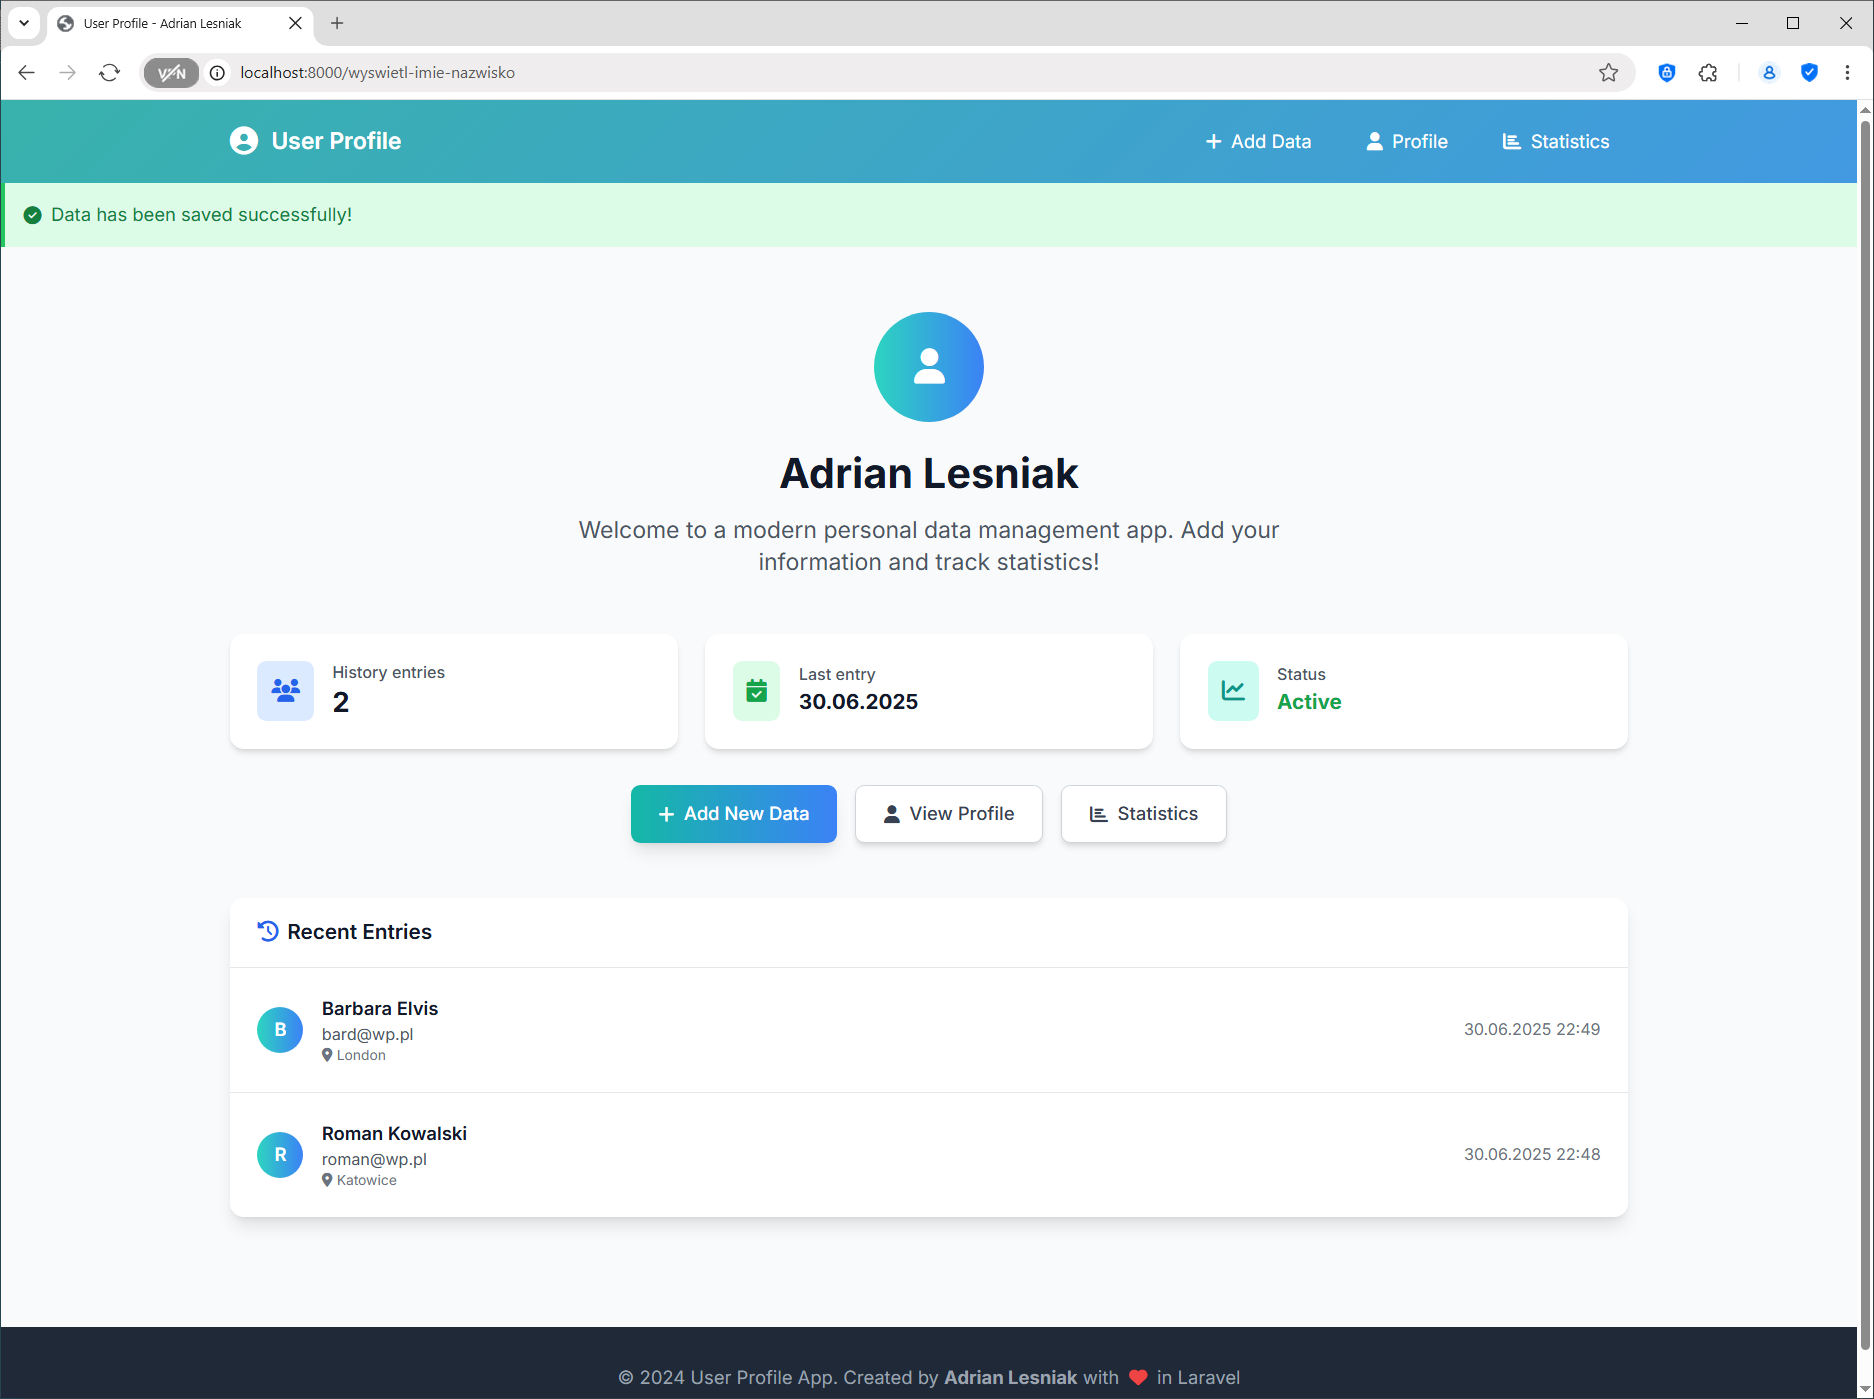 User Profile - Adrian Lesniak
VPN
localhost:8000/wyswietl-imie-nazwisko
User Profile
Add Data
Profile
Statistics
Data has been saved successfully!
Adrian Lesniak
Welcome to a modern personal data management app. Add your
information and track statistics!
History entries
2
Last entry
30.06.2025
Status
Active
Add New Data
View Profile
Statistics
Recent Entries
B
Barbara Elvis
bard@wp.pl
London
30.06.2025 22:49
R
Roman Kowalski
roman@wp.pl
Katowice
30.06.2025 22:48
© 2024 User Profile App. Created by Adrian Lesniak with ❤ in Laravel